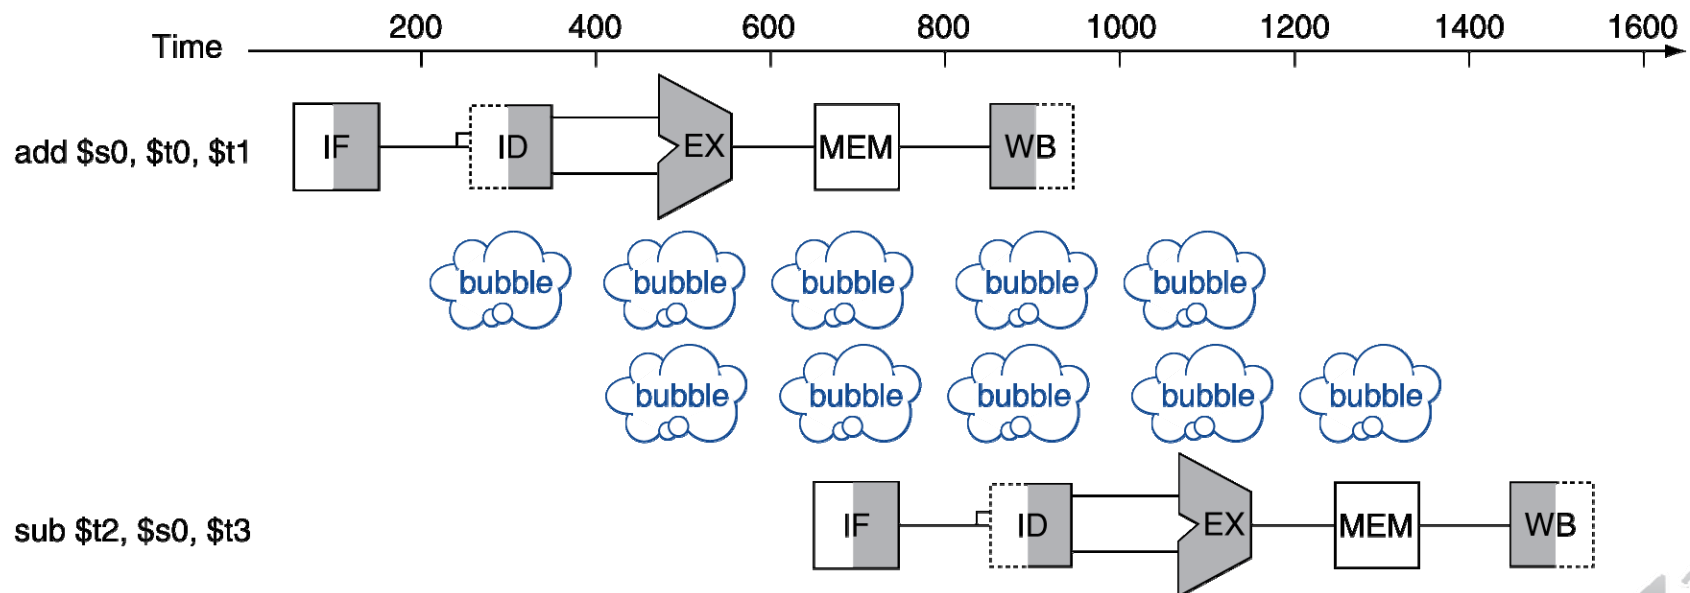 200 400 600 800 1000 1200 1400 1600
Time
add $s0, $t0, $t1 IF ID EX MEM WB
bubble bubble bubble bubble bubble
bubble bubble bubble bubble bubble
sub $t2, $s0, $t3 IF ID EX MEM WB